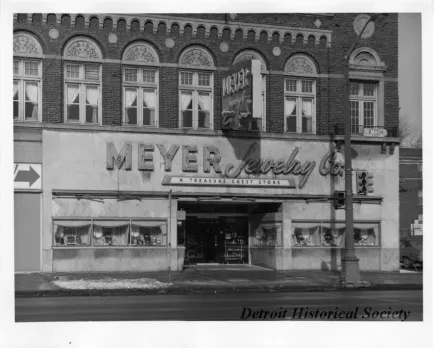 MEYER
MEYER Jewelry Co.
A TREASURE CHEST STORE
Detroit Historical Society